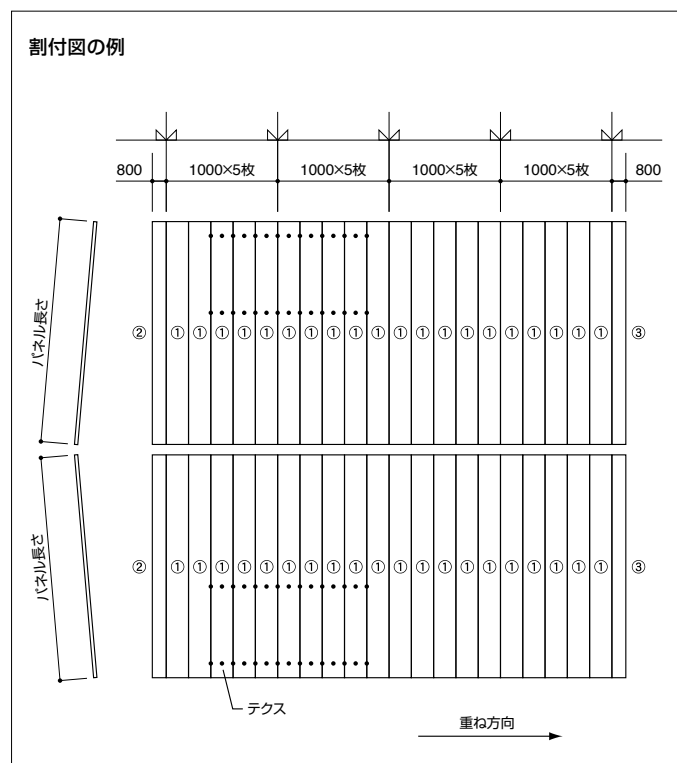 割付図の例
800 1000×5枚 1000×5枚 1000×5枚 1000×5枚 800
パネル長さ
② ① ① ① ① ① ① ① ① ① ① ① ① ① ① ① ① ① ① ① ① ③
パネル長さ
② ① ① ① ① ① ① ① ① ① ① ① ① ① ① ① ① ① ① ① ① ③
テクス
重ね方向